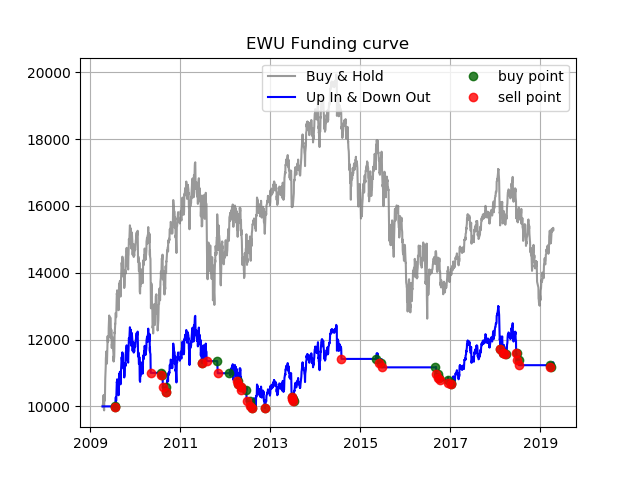 EWU Funding curve
Buy & Hold
Up In & Down Out
buy point
sell point
20000
18000
16000
14000
12000
10000
2009 2011 2013 2015 2017 2019